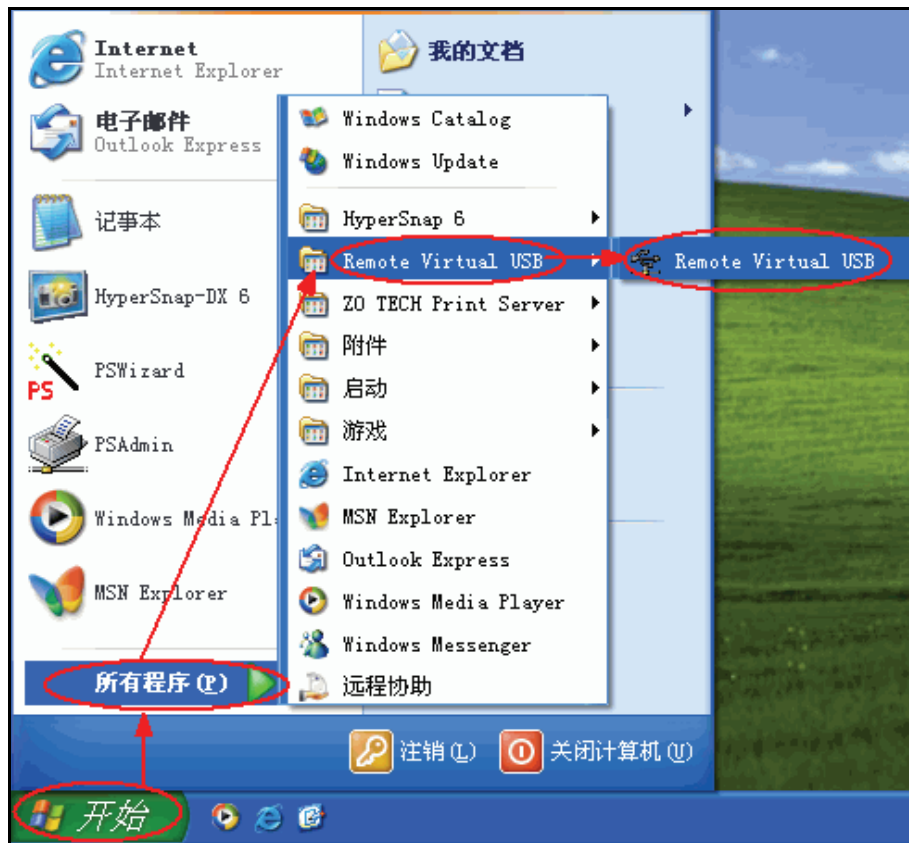 Internet
Internet Explorer
电子邮件
Outlook Express
记事本
HyperSnap-DX 6
PS
PSWizard
PSAdmin
Windows Media Pl
MSN Explorer
所有程序(P)
我的文档
Windows Catalog
Windows Update
HyperSnap 6
Remote Virtual USB
ZO TECH Print Server
附件
启动
游戏
Internet Explorer
MSN Explorer
Outlook Express
Windows Media Player
Windows Messenger
远程协助
Remote Virtual USB
注销(L)
关闭计算机(U)
开始